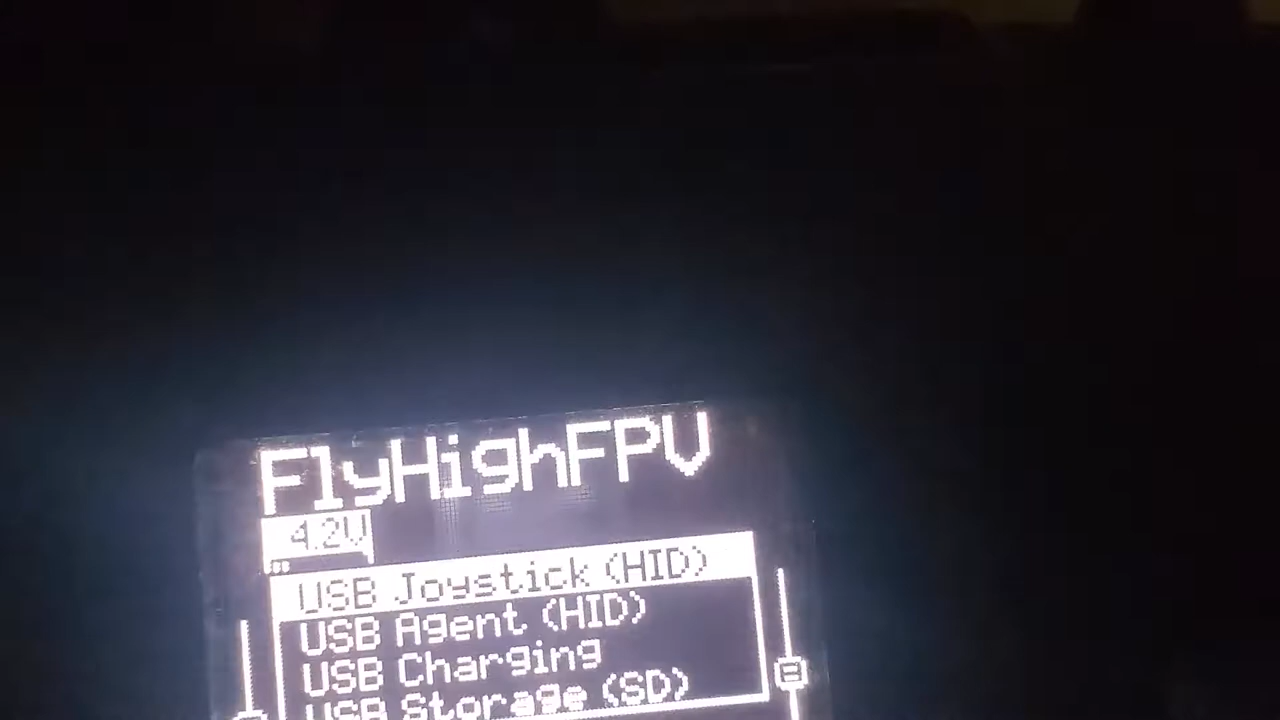 FlyHighFPV
4.2V
USB Joystick (HID)
USB Agent (HID)
USB Charging
USB Storage (SD)